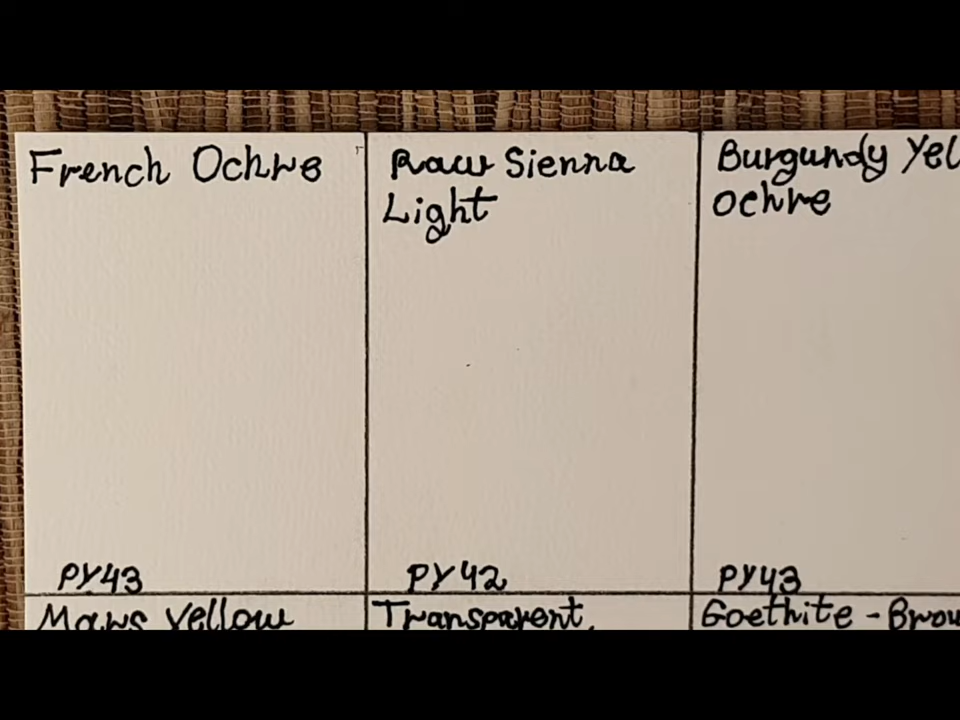 French Ochre
Raw Sienna
Light
Burgundy Yel
Ochre
PY43
PY42
PY43
Mars Yellow
Transparent
Goethite - Brow